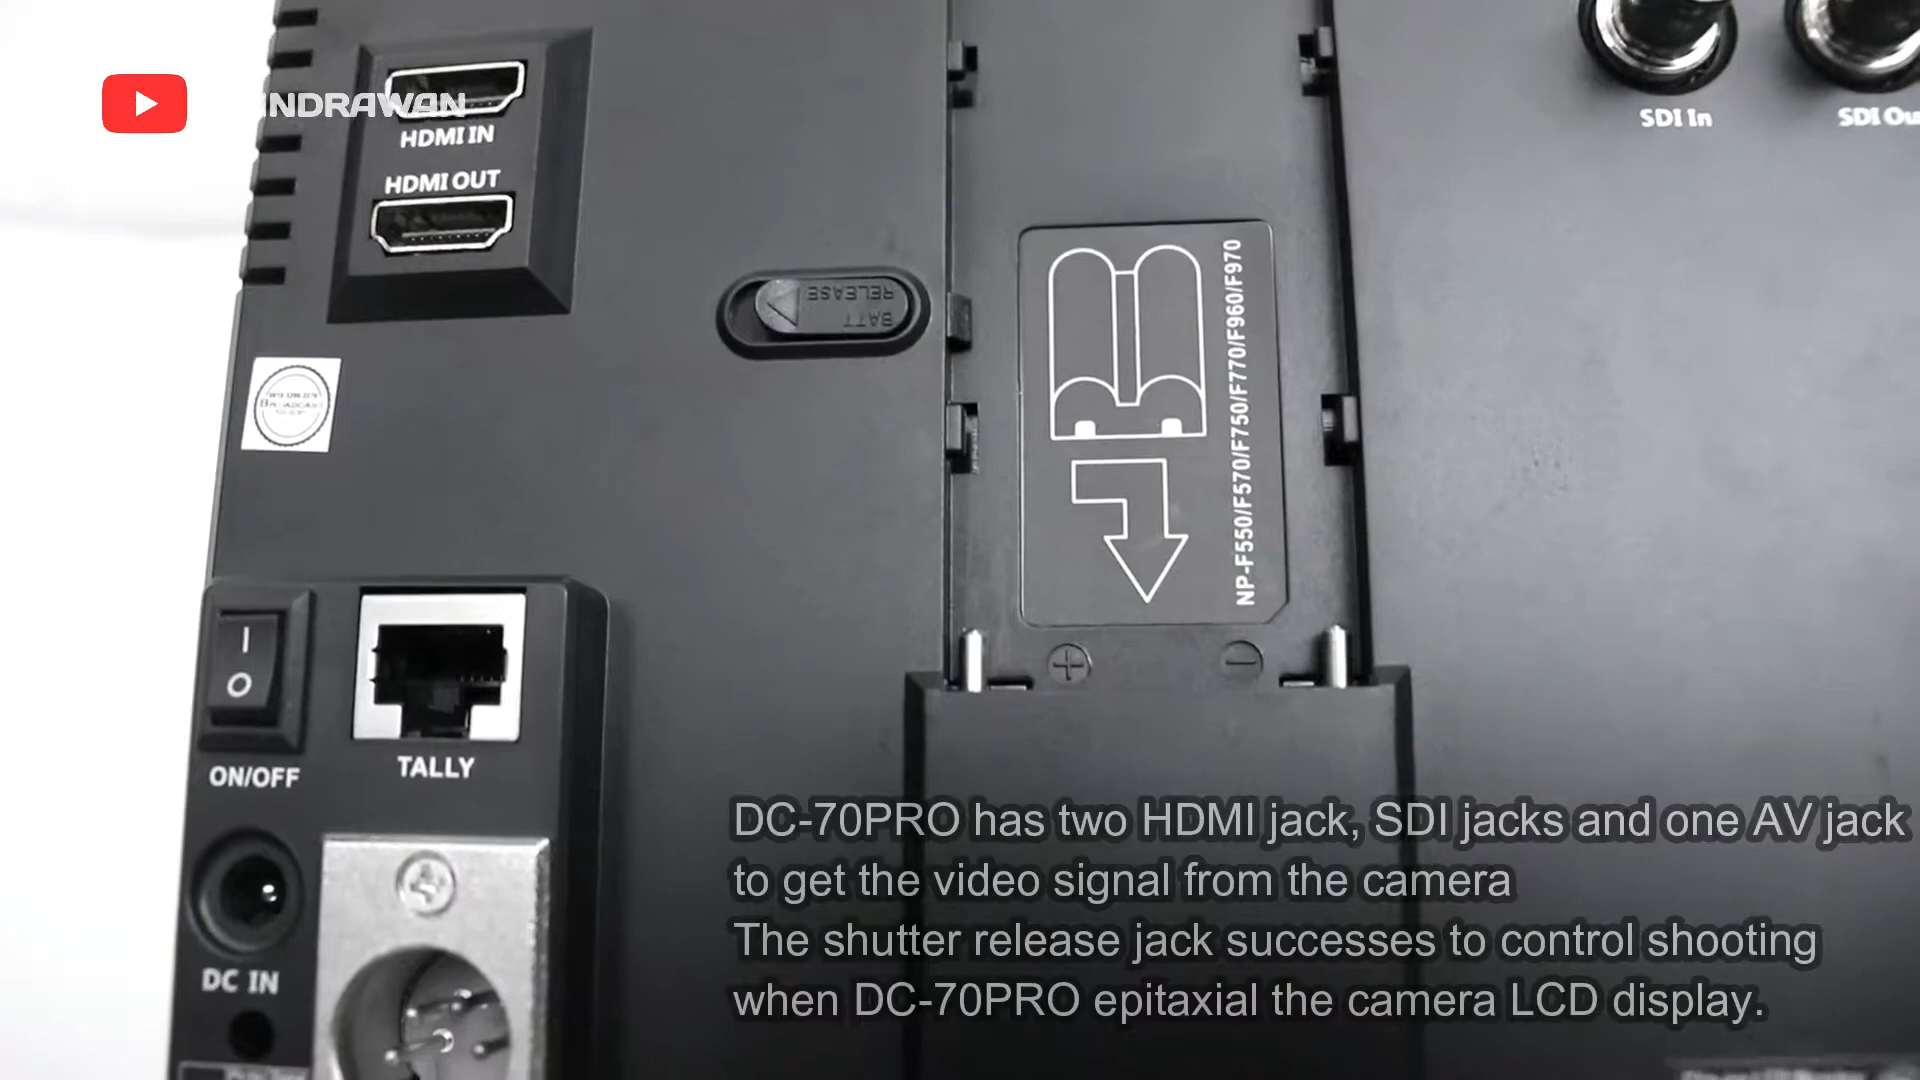 INDRAWAN
HDMI IN
HDMI OUT
SDI In
SDI Ou
BATT
RELEASE
NP-F550/F570/F750/F770/F960/F970
I
O
ON/OFF
TALLY
DC IN
DC-70PRO has two HDMI jack, SDI jacks and one AV jack
to get the video signal from the camera
The shutter release jack successes to control shooting
when DC-70PRO epitaxial the camera LCD display.